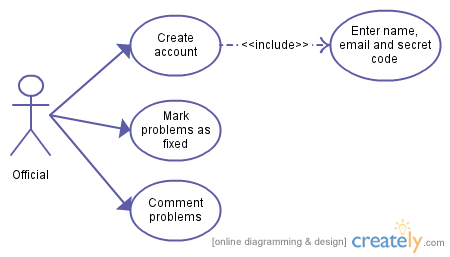 Create
account
<<include>>
Enter name,
email and secret
code
Mark
problems as
fixed
Official
Comment
problems
[online diagramming & design] creately.com